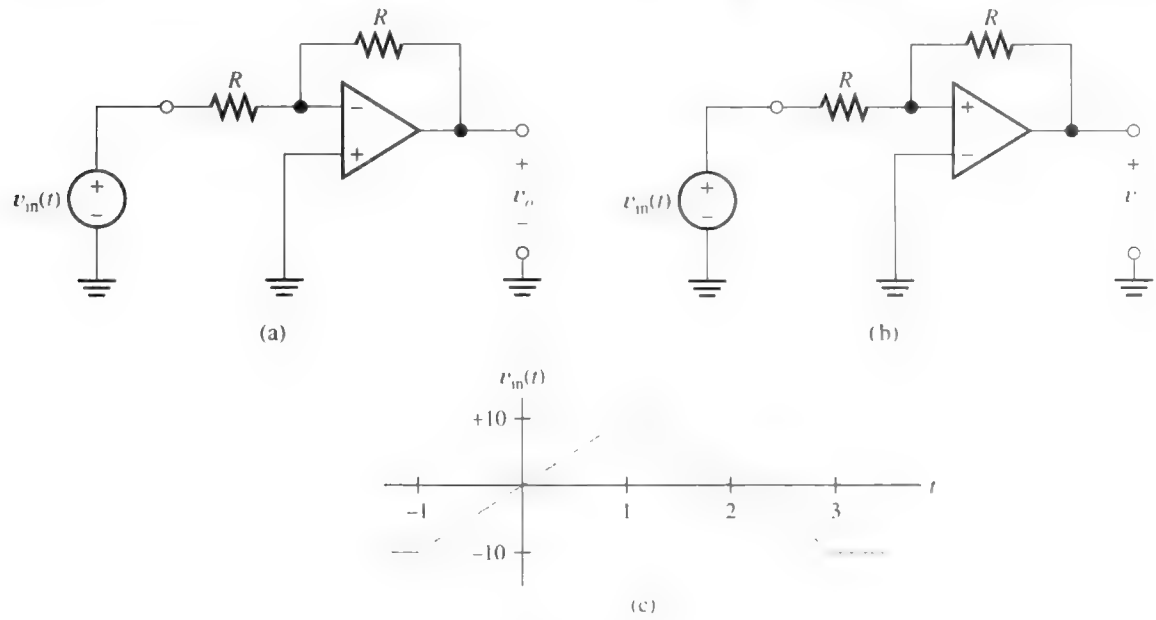 R
R
R
R
−
+
+
−
v_in(t)
+
−
+
v_o
−
v_in(t)
+
−
+
v
(a)
(b)
v_in(t)
+10
−1
1
2
3
t
−10
(c)